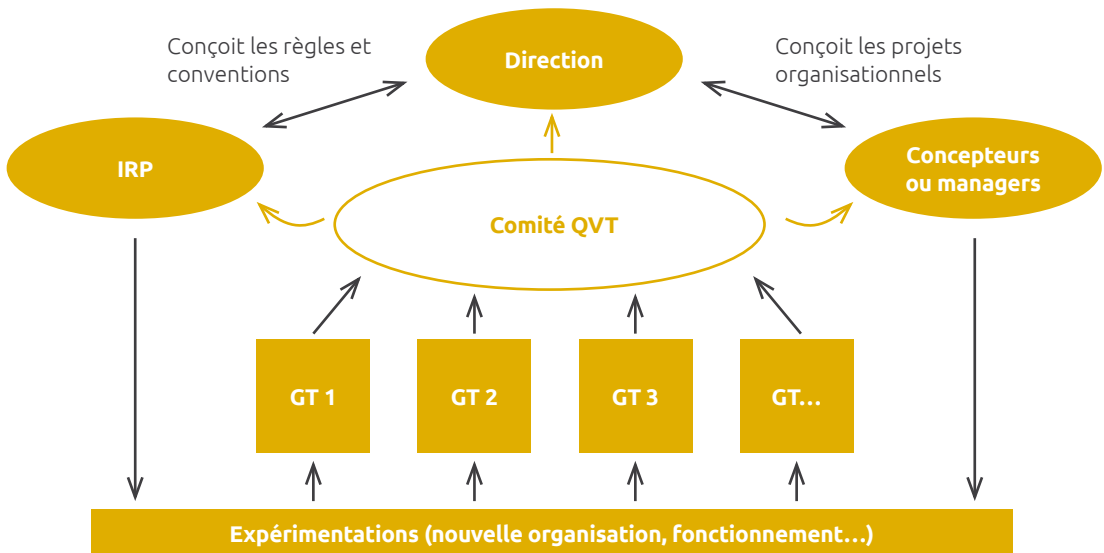 Conçoit les règles et
conventions
Direction
Conçoit les projets
organisationnels
IRP
Concepteurs
ou managers
Comité QVT
GT 1
GT 2
GT 3
GT…
Expérimentations (nouvelle organisation, fonctionnement…)